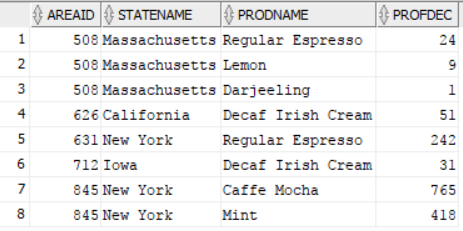 AREAID STATENAME PRODNAME PROFDEC
1 508 Massachusetts Regular Espresso 24
2 508 Massachusetts Lemon 9
3 508 Massachusetts Darjeeling 1
4 626 California Decaf Irish Cream 51
5 631 New York Regular Espresso 242
6 712 Iowa Decaf Irish Cream 31
7 845 New York Caffe Mocha 765
8 845 New York Mint 418